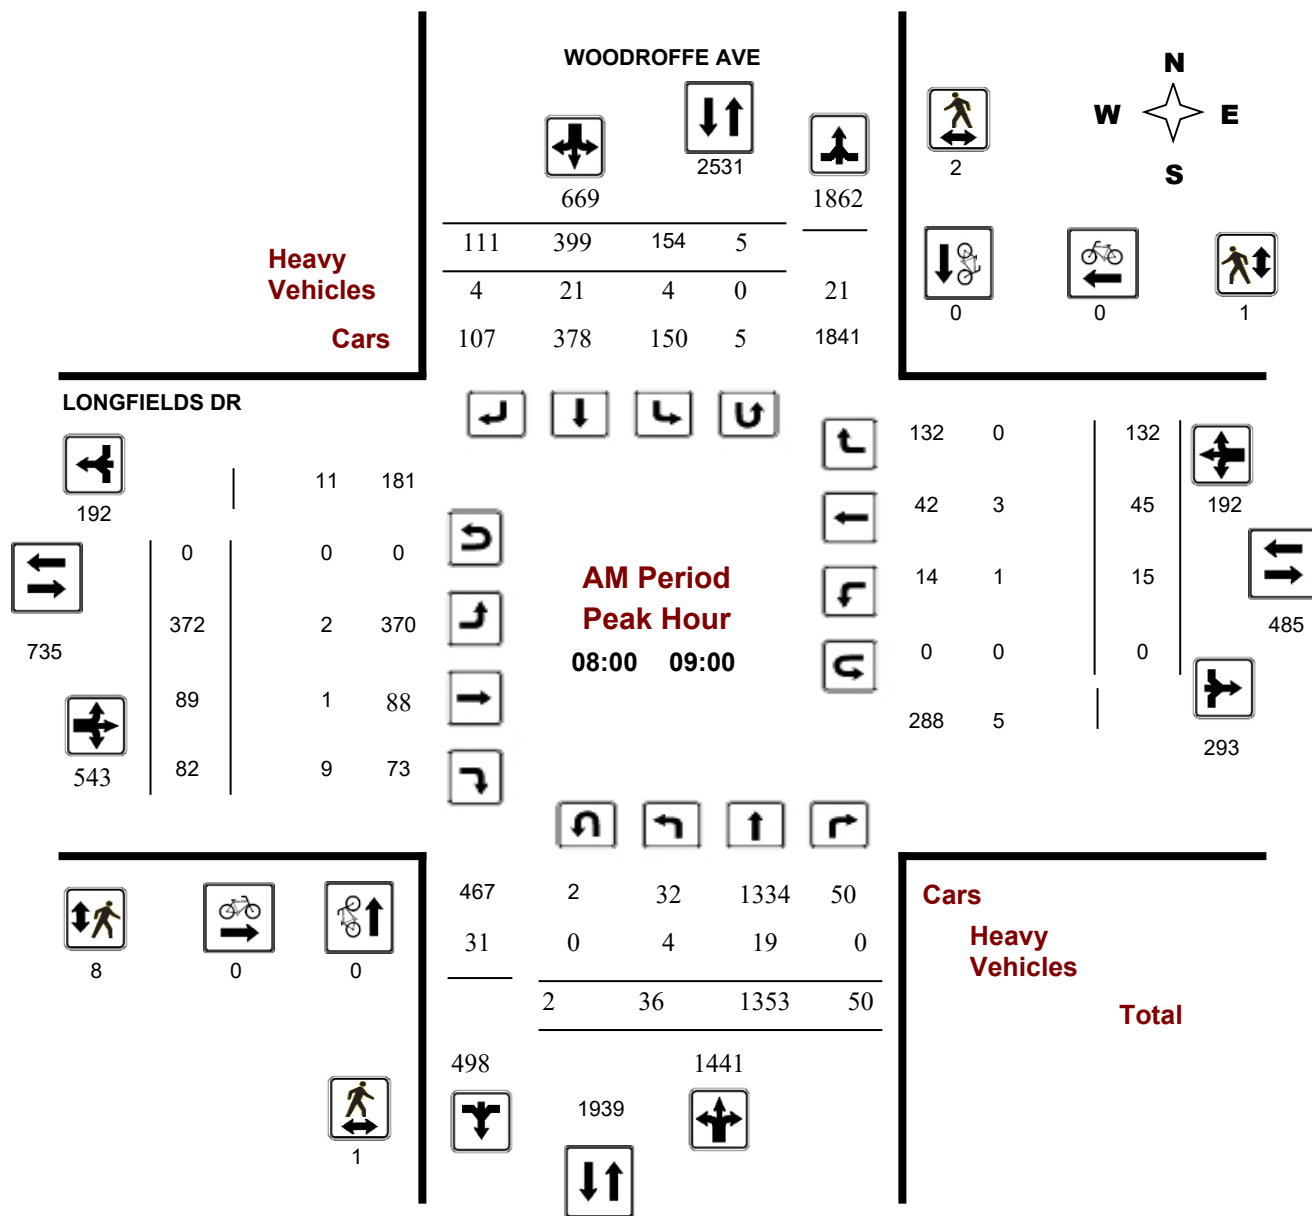 WOODROFFE AVE
N
W E
S
2531
2
669
1862
111 399 154 5
Heavy
Vehicles
4 21 4 0 21
0 0 1
Cars
107 378 150 5 1841
LONGFIELDS DR
132 0 132
11 181
192
42 3 45 192
0 0 0
AM Period
14 1 15
Peak Hour
372 2 370
485
735
08:00 09:00
0 0 0
89 1 88
288 5
293
543
82 9 73
467 2 32 1334 50
Cars
31 0 4 19 0
Heavy
Vehicles
8 0 0
2 36 1353 50
Total
498 1441
1939
1